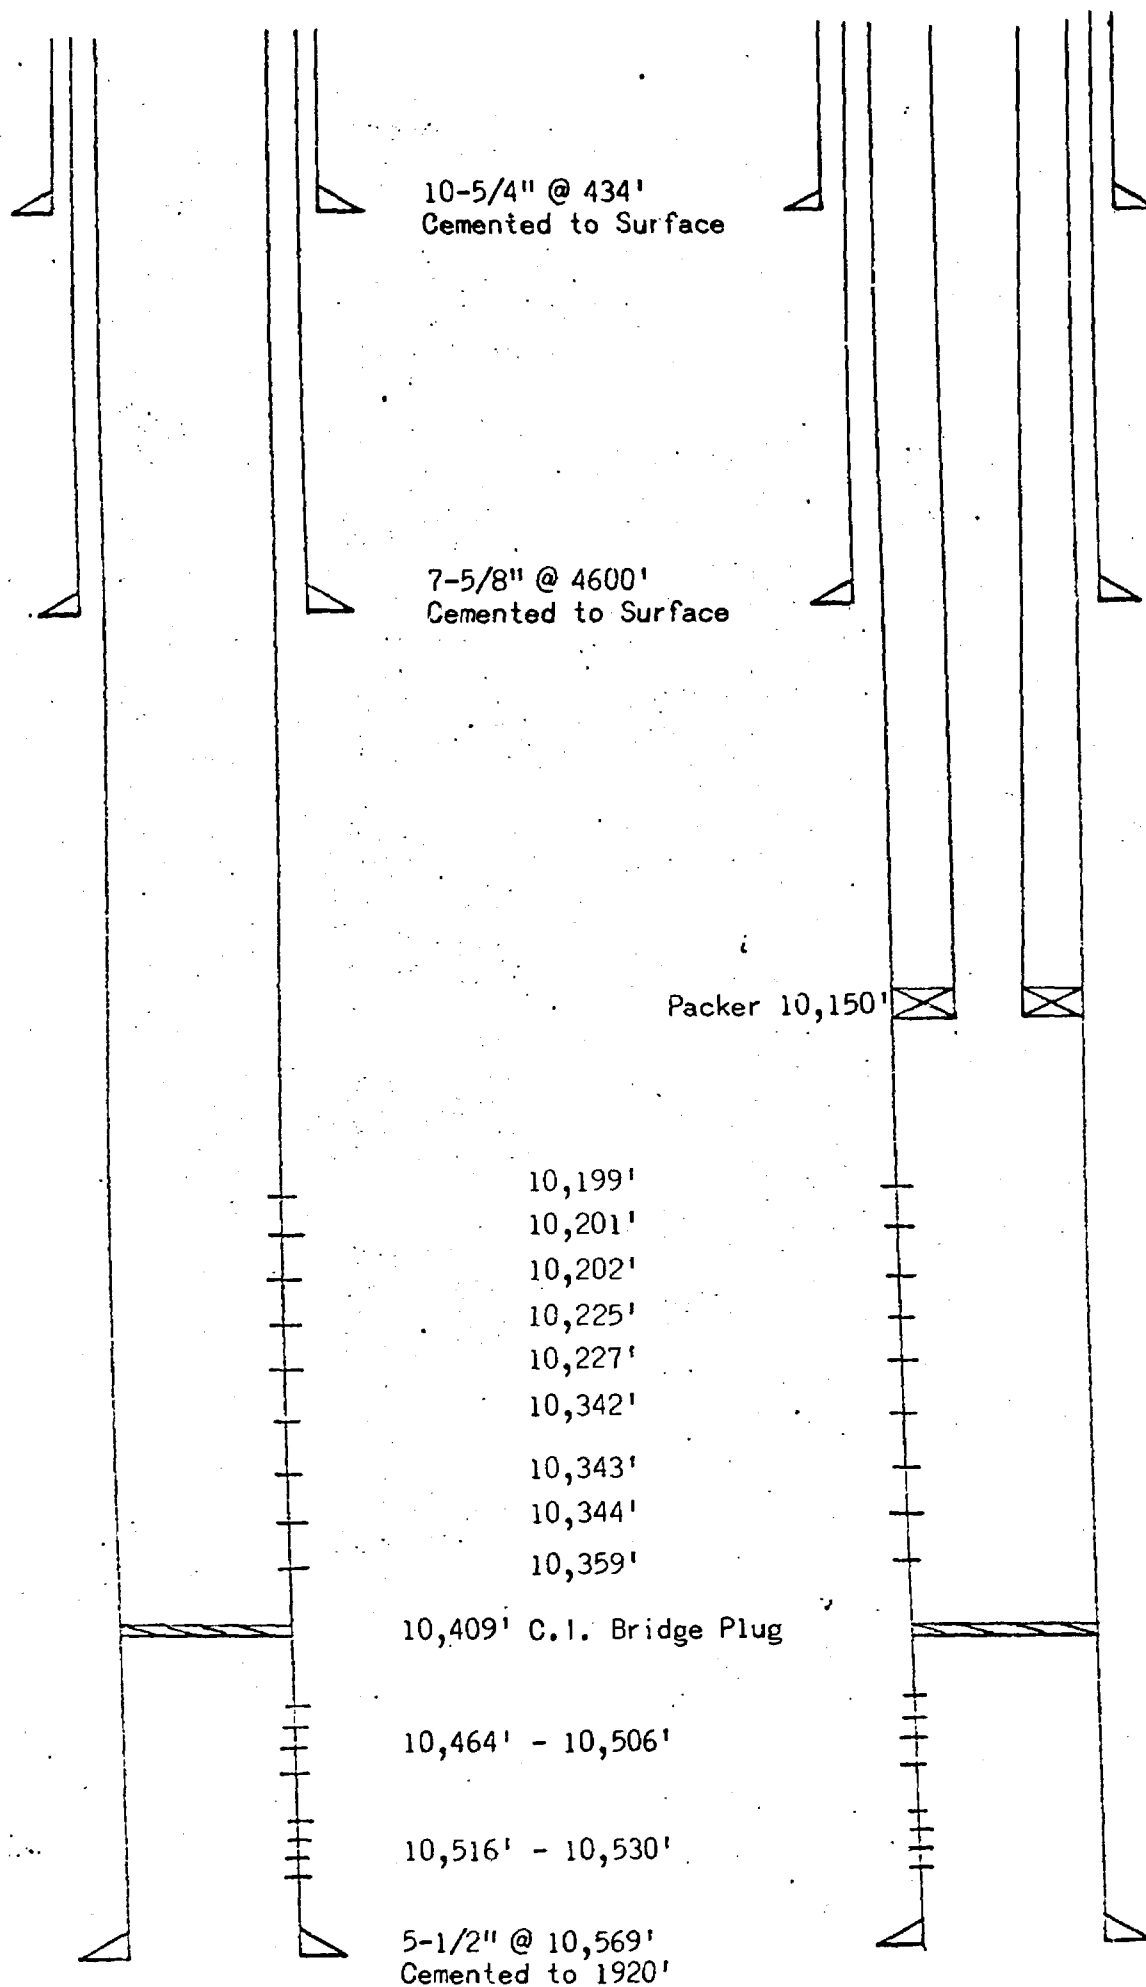 10-5/4" @ 434'
Cemented to Surface
7-5/8" @ 4600'
Cemented to Surface
Packer 10,150'
10,199'
10,201'
10,202'
10,225'
10,227'
10,342'
10,343'
10,344'
10,359'
10,409' C.I. Bridge Plug
10,464' - 10,506'
10,516' - 10,530'
5-1/2" @ 10,569'
Cemented to 1920'